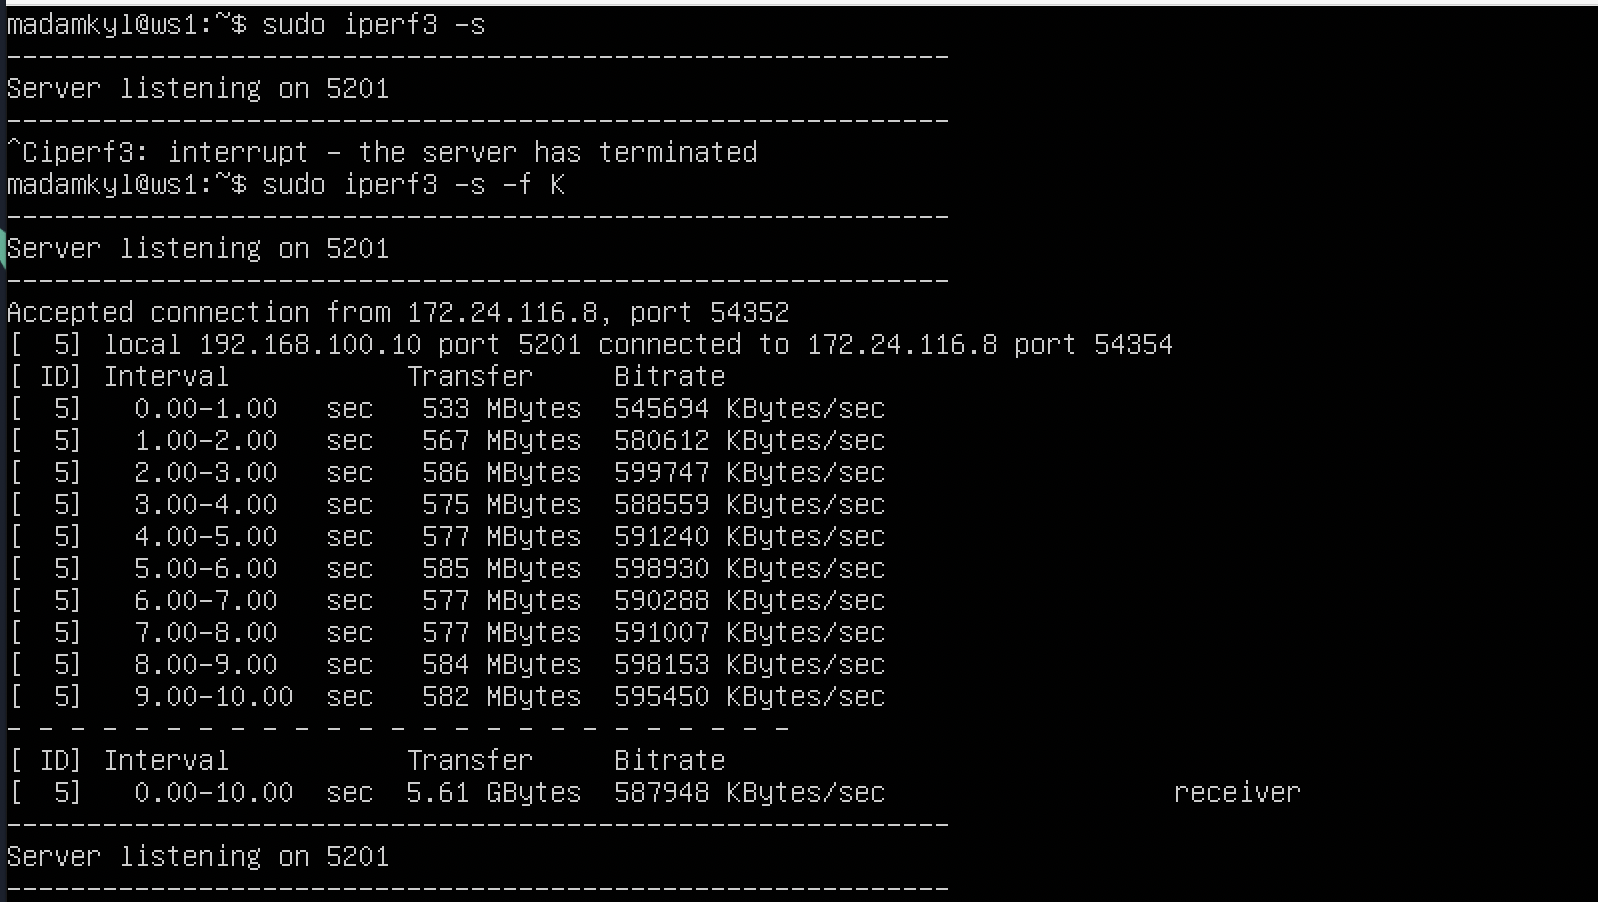 madamkyl@ws1:~$ sudo iperf3 -s
-----------------------------------------------------------
Server listening on 5201
-----------------------------------------------------------
^Ciperf3: interrupt - the server has terminated
madamkyl@ws1:~$ sudo iperf3 -s -f K
-----------------------------------------------------------
Server listening on 5201
-----------------------------------------------------------
Accepted connection from 172.24.116.8, port 54352
[  5] local 192.168.100.10 port 5201 connected to 172.24.116.8 port 54354
[ ID] Interval           Transfer     Bitrate
[  5]   0.00-1.00   sec   533 MBytes  545694 KBytes/sec
[  5]   1.00-2.00   sec   567 MBytes  580612 KBytes/sec
[  5]   2.00-3.00   sec   586 MBytes  599747 KBytes/sec
[  5]   3.00-4.00   sec   575 MBytes  588559 KBytes/sec
[  5]   4.00-5.00   sec   577 MBytes  591240 KBytes/sec
[  5]   5.00-6.00   sec   585 MBytes  598930 KBytes/sec
[  5]   6.00-7.00   sec   577 MBytes  590288 KBytes/sec
[  5]   7.00-8.00   sec   577 MBytes  591007 KBytes/sec
[  5]   8.00-9.00   sec   584 MBytes  598153 KBytes/sec
[  5]   9.00-10.00  sec   582 MBytes  595450 KBytes/sec
- - - - - - - - - - - - - - - - - - - - - - - - -
[ ID] Interval           Transfer     Bitrate
[  5]   0.00-10.00  sec  5.61 GBytes  587948 KBytes/sec                  receiver
-----------------------------------------------------------
Server listening on 5201
-----------------------------------------------------------